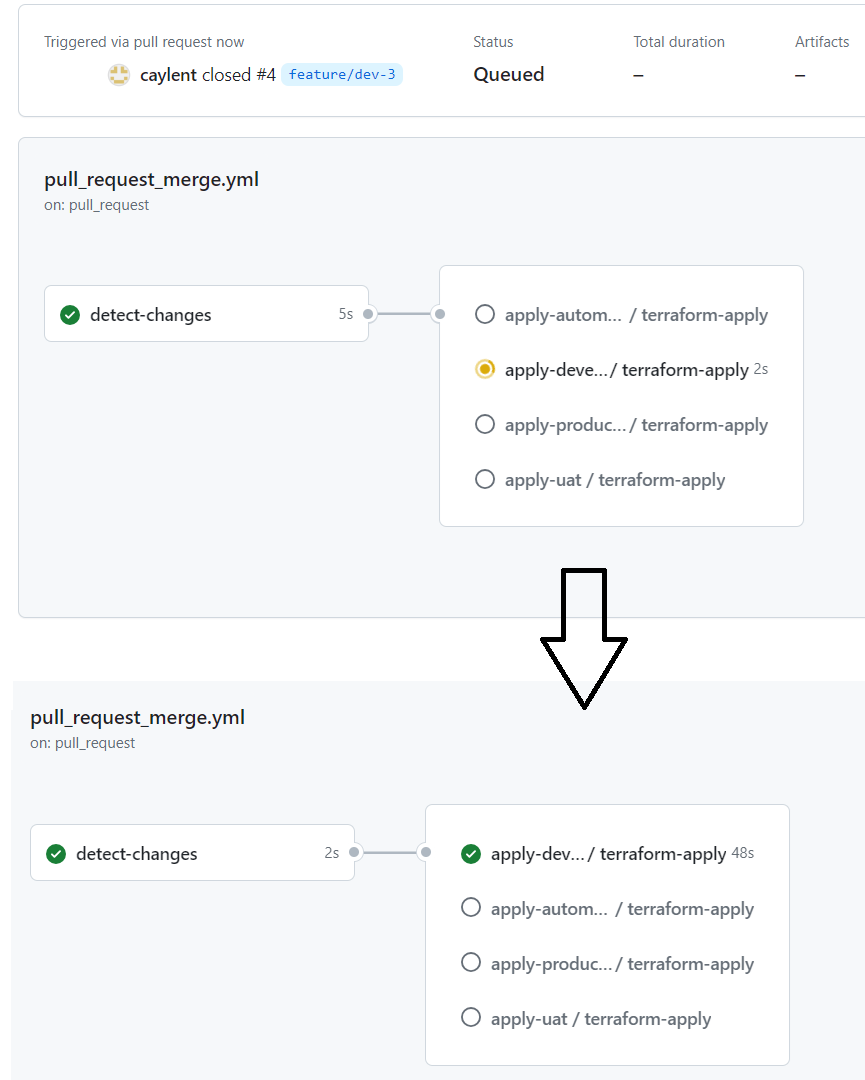 Triggered via pull request now
Status
Total duration
Artifacts
caylent closed #4 feature/dev-3
Queued
–
–
pull_request_merge.yml
on: pull_request
detect-changes 5s
apply-autom... / terraform-apply
apply-deve... / terraform-apply 2s
apply-produc... / terraform-apply
apply-uat / terraform-apply
pull_request_merge.yml
on: pull_request
detect-changes 2s
apply-dev... / terraform-apply 48s
apply-autom... / terraform-apply
apply-produc... / terraform-apply
apply-uat / terraform-apply